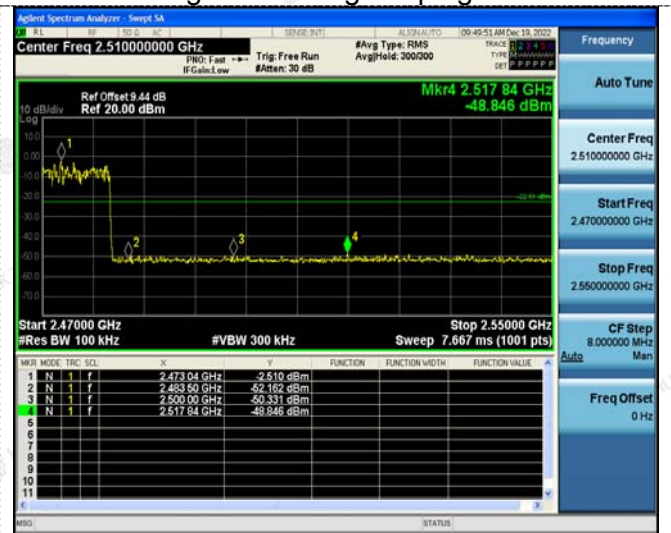 Agilent Spectrum Analyzer - Swept SA
RL RF 50 Ω AC SENSE:INT ALIGNAUTO 09:49:51 AM Dec 19, 2022
Center Freq 2.510000000 GHz
PNO: Fast Trig: Free Run
IFGain:Low #Atten: 30 dB
#Avg Type: RMS
Avg|Hold: 300/300
TRACE 1 2 3 4 5 6
TYPE M
DET P P P P P P
Frequency
Mkr4 2.517 84 GHz
-48.846 dBm
Ref Offset 9.44 dB
Ref 20.00 dBm
10 dB/div
Log
10.0
0.00
-10.0
-20.0
-30.0
-40.0
-50.0
-60.0
-70.0
1
2
3
4
Start 2.47000 GHz Stop 2.55000 GHz
#Res BW 100 kHz #VBW 300 kHz Sweep 7.667 ms (1001 pts)
MKR MODE TRC SCL X Y FUNCTION FUNCTION WIDTH FUNCTION VALUE
1 N 1 f 2.473 04 GHz -2.510 dBm
2 N 1 f 2.483 50 GHz -52.162 dBm
3 N 1 f 2.500 00 GHz -50.331 dBm
4 N 1 f 2.517 84 GHz -48.846 dBm
5
6
7
8
9
10
11
MSG STATUS
Auto Tune
Center Freq
2.510000000 GHz
Start Freq
2.470000000 GHz
Stop Freq
2.550000000 GHz
CF Step
8.000000 MHz
Auto Man
Freq Offset
0 Hz